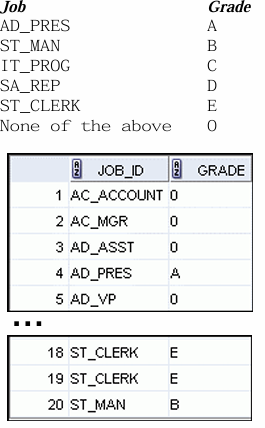 Job Grade
AD_PRES A
ST_MAN B
IT_PROG C
SA_REP D
ST_CLERK E
None of the above O
JOB_ID GRADE
1 AC_ACCOUNT 0
2 AC_MGR 0
3 AD_ASST 0
4 AD_PRES A
5 AD_VP 0
...
18 ST_CLERK E
19 ST_CLERK E
20 ST_MAN B